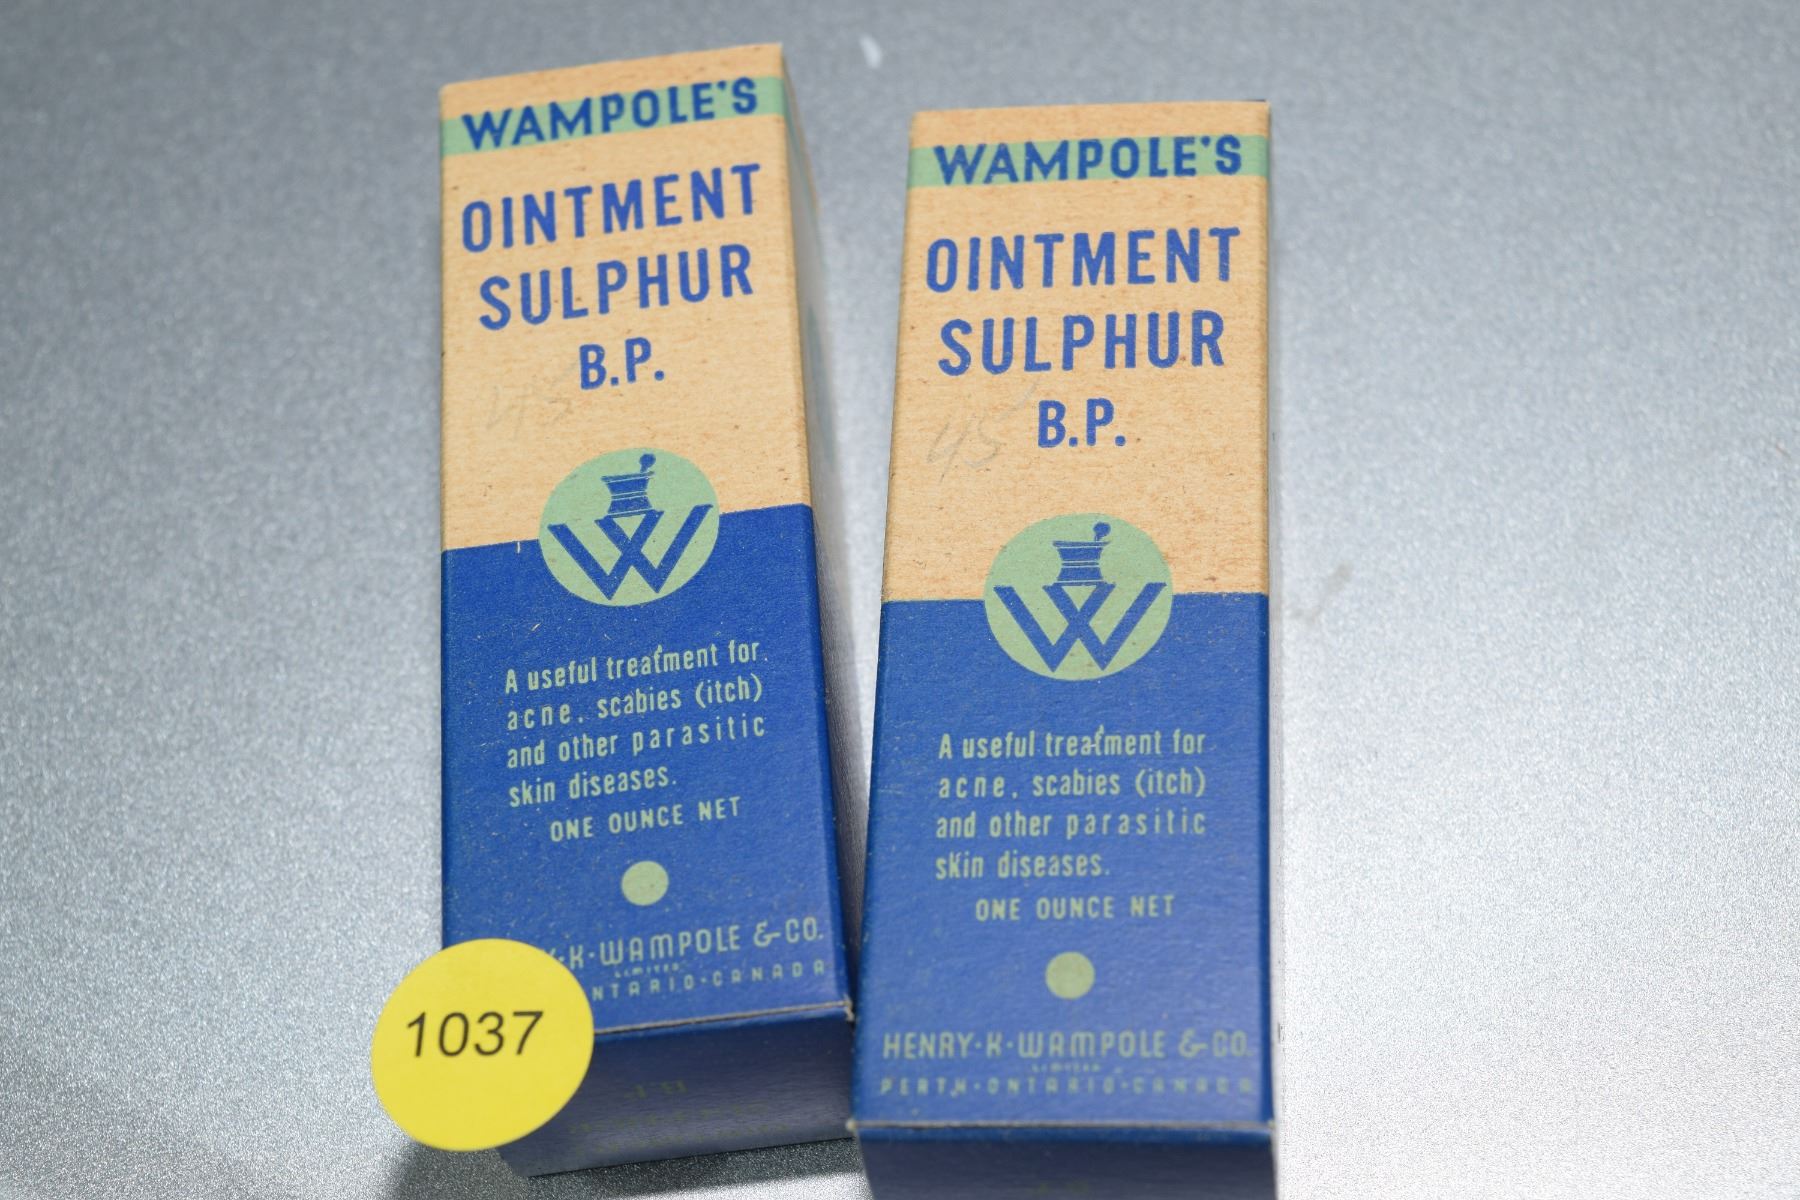 WAMPOLE'S
OINTMENT
SULPHUR
B.P.
45
W
A useful treatment for
acne, scabies (itch)
and other parasitic
skin diseases.
ONE OUNCE NET
K·WAMPOLE & CO.
LIMITED
ONTARIO·CANADA
1037
WAMPOLE'S
OINTMENT
SULPHUR
B.P.
45
W
A useful treatment for
acne, scabies (itch)
and other parasitic
skin diseases.
ONE OUNCE NET
HENRY·K·WAMPOLE & CO.
LIMITED
PERTH·ONTARIO·CANADA